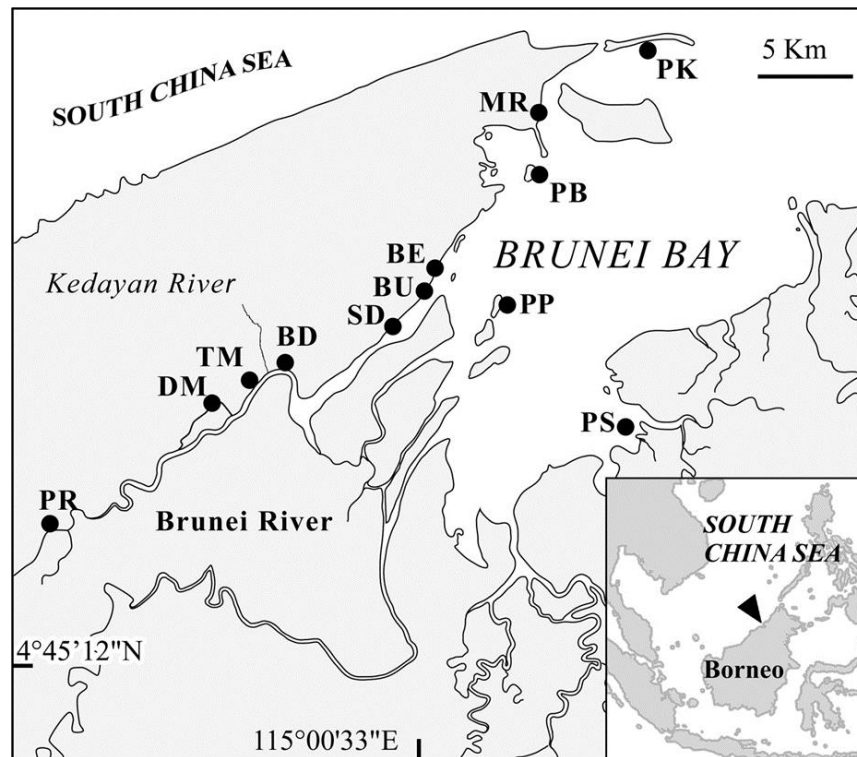 SOUTH CHINA SEA
5 Km
PK
MR
PB
BE
BRUNEI BAY
Kedayan River
BU
SD
PP
BD
TM
DM
PS
PR
Brunei River
SOUTH
CHINA SEA
4°45'12"N
Borneo
115°00'33"E